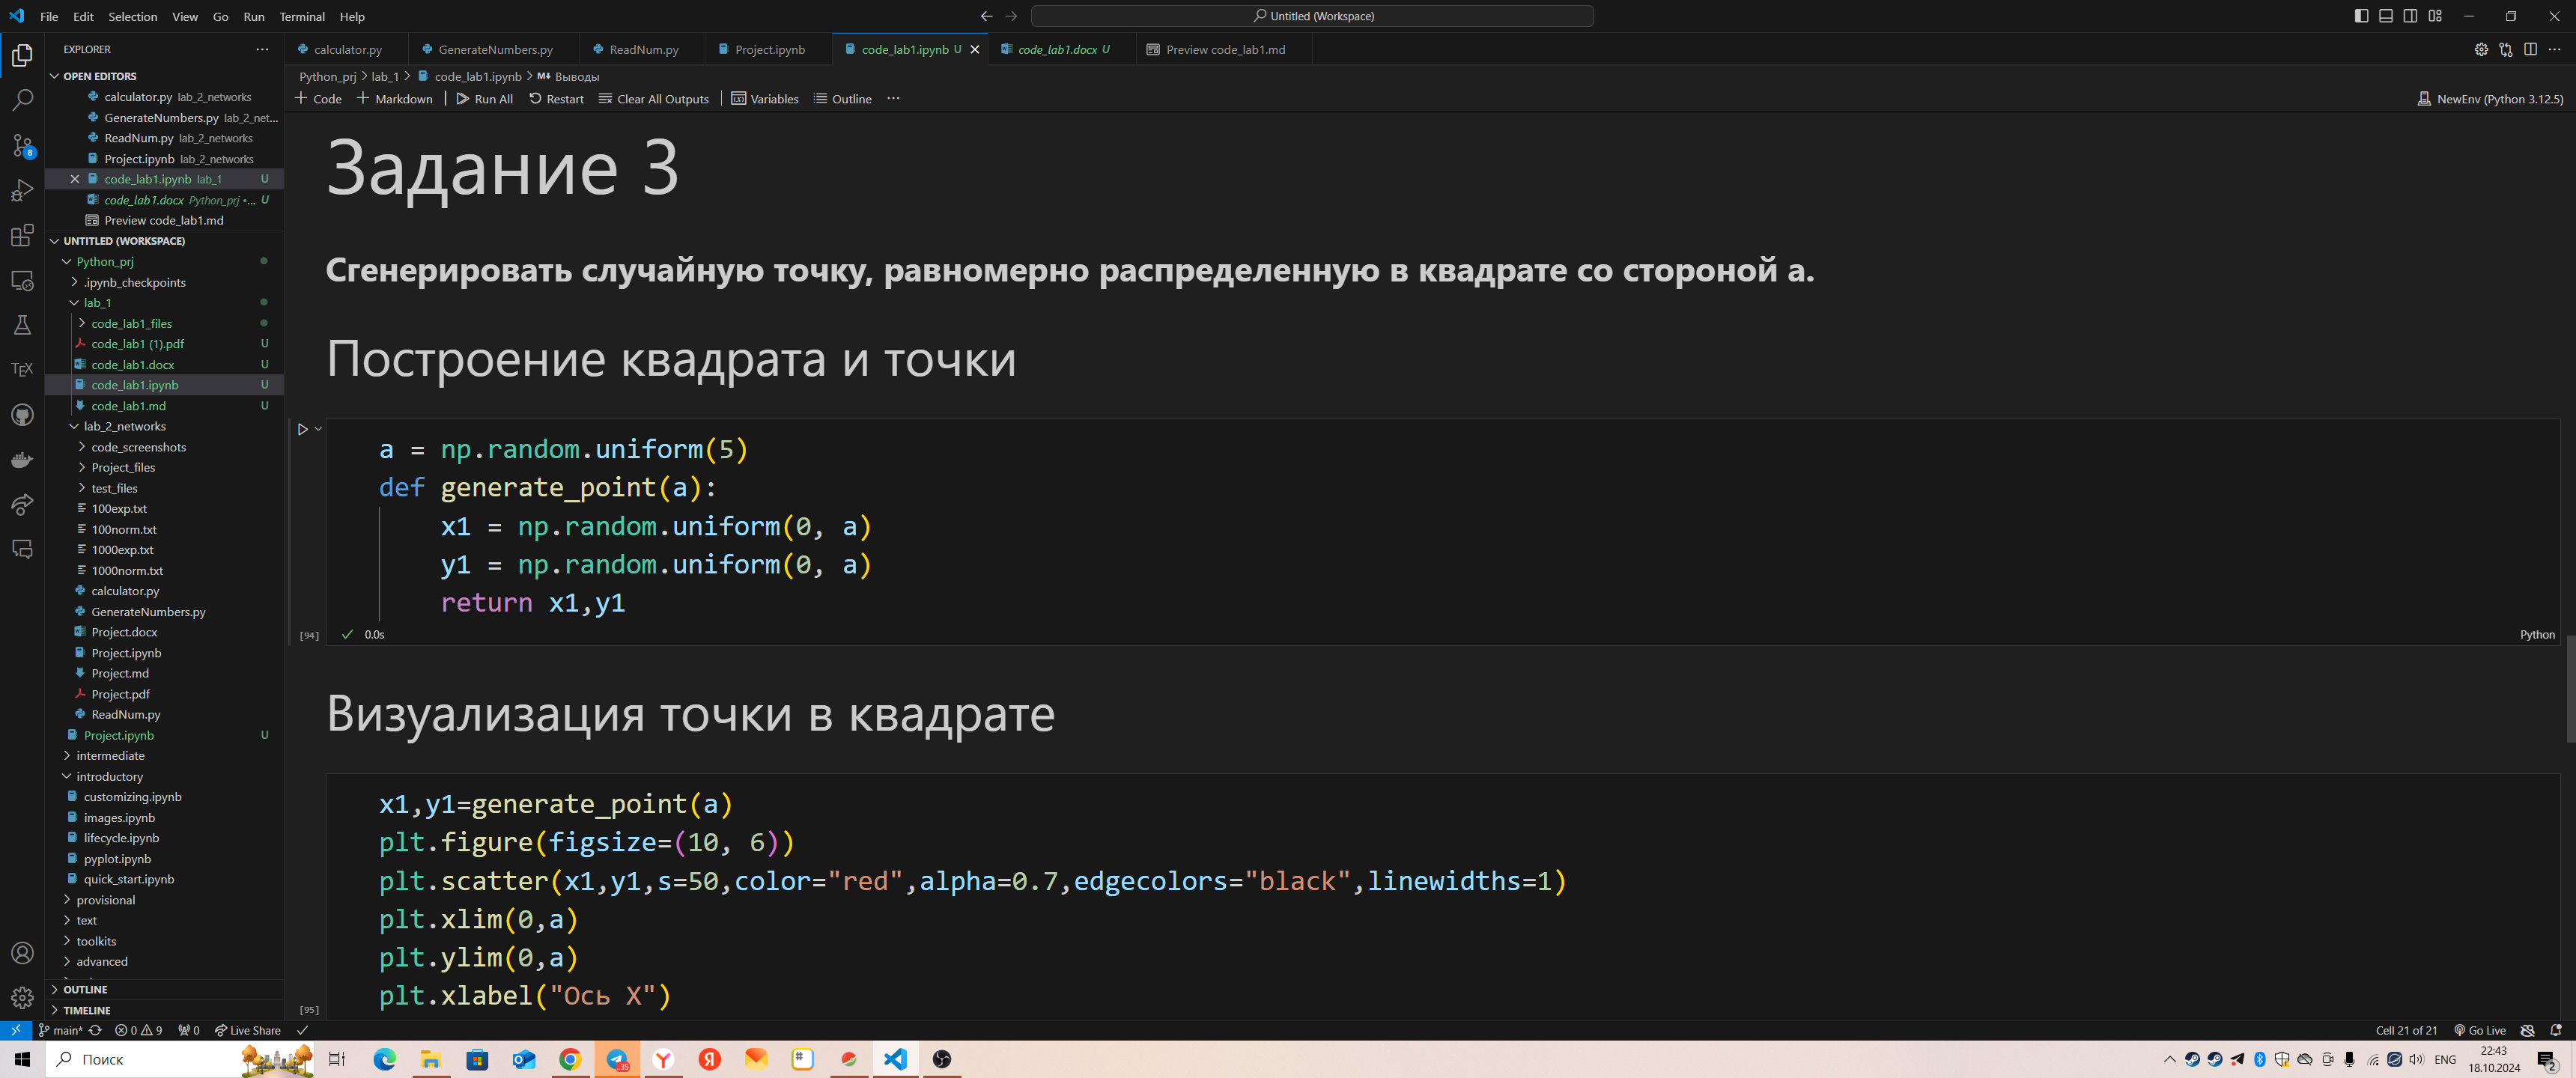 File Edit Selection View Go Run Terminal Help
Untitled (Workspace)
EXPLORER
OPEN EDITORS
calculator.py lab_2_networks
GenerateNumbers.py lab_2_net...
ReadNum.py lab_2_networks
Project.ipynb lab_2_networks
code_lab1.ipynb lab_1 U
code_lab1.docx Python_prj •... U
Preview code_lab1.md
UNTITLED (WORKSPACE)
Python_prj
.ipynb_checkpoints
lab_1
code_lab1_files
code_lab1 (1).pdf U
code_lab1.docx U
code_lab1.ipynb U
code_lab1.md U
lab_2_networks
code_screenshots
Project_files
test_files
100exp.txt
100norm.txt
1000exp.txt
1000norm.txt
calculator.py
GenerateNumbers.py
Project.docx
Project.ipynb
Project.md
Project.pdf
ReadNum.py
Project.ipynb U
intermediate
introductory
customizing.ipynb
images.ipynb
lifecycle.ipynb
pyplot.ipynb
quick_start.ipynb
provisional
text
toolkits
advanced
OUTLINE
TIMELINE
calculator.py GenerateNumbers.py ReadNum.py Project.ipynb code_lab1.ipynb U code_lab1.docx U Preview code_lab1.md
Python_prj > lab_1 > code_lab1.ipynb > M↓ Выводы
Code Markdown Run All Restart Clear All Outputs Variables Outline ... NewEnv (Python 3.12.5)
Задание 3
Сгенерировать случайную точку, равномерно распределенную в квадрате со стороной a.
Построение квадрата и точки
a = np.random.uniform(5)
def generate_point(a):
x1 = np.random.uniform(0, a)
y1 = np.random.uniform(0, a)
return x1,y1
[94] 0.0s Python
Визуализация точки в квадрате
x1,y1=generate_point(a)
plt.figure(figsize=(10, 6))
plt.scatter(x1,y1,s=50,color="red",alpha=0.7,edgecolors="black",linewidths=1)
plt.xlim(0,a)
plt.ylim(0,a)
plt.xlabel("Ось X")
[95]
main* 0 9 0 Live Share Cell 21 of 21 Go Live
Поиск ENG 22:43
18.10.2024